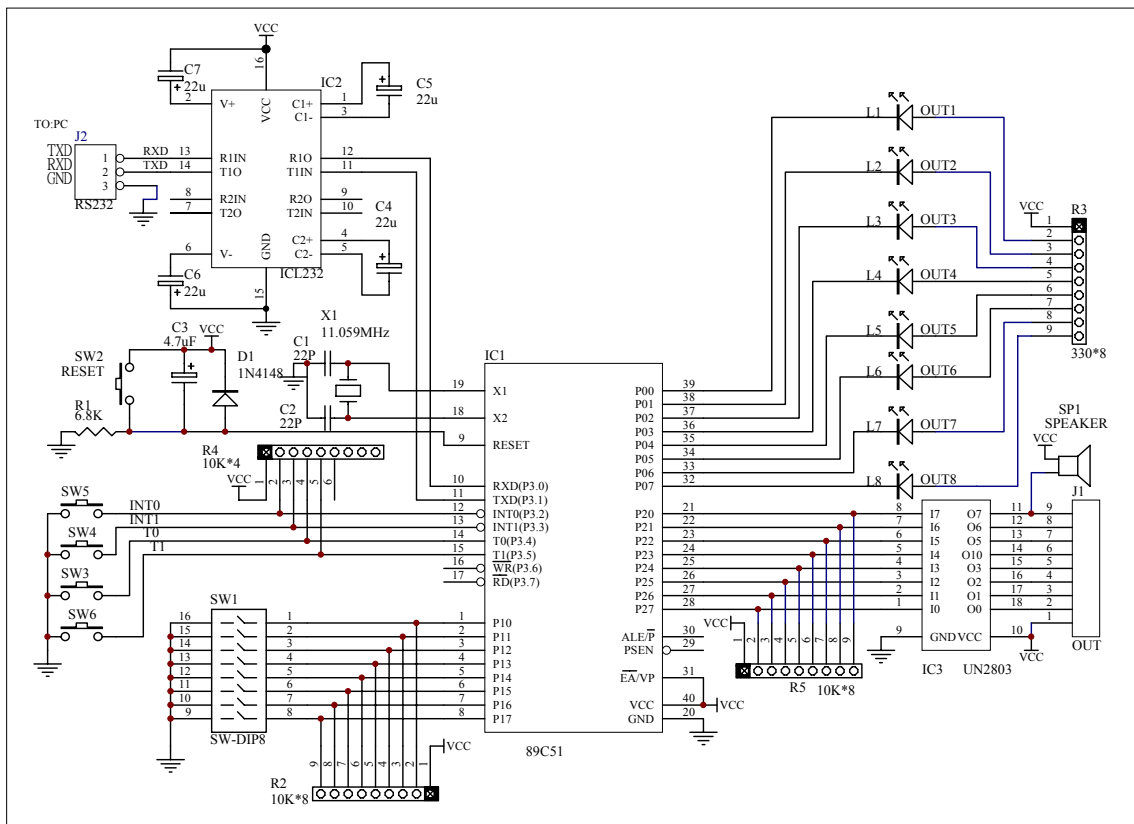 VCC
16
C7
22u
2
V+
VCC
IC2
C1+
C1-
1
3
C5
22u
TO:PC
J2
TXD
RXD
GND
1
2
3
RS232
RXD
TXD
13
14
R1IN
T1O
R1O
T1IN
12
11
8
7
R2IN
T2O
R2O
T2IN
9
10
C4
22u
6
V-
GND
C2+
C2-
4
5
C6
22u
15
ICL232
L1
OUT1
L2
OUT2
L3
OUT3
L4
OUT4
L5
OUT5
L6
OUT6
L7
OUT7
L8
OUT8
VCC
R3
1
2
3
4
5
6
7
8
9
330*8
SW2
RESET
R1
6.8K
C3
4.7uF
VCC
D1
1N4148
X1
11.059MHz
C1
22P
C2
22P
R4
10K*4
VCC
1
2
3
4
5
6
SW5
INT0
SW4
INT1
SW3
T0
SW6
T1
IC1
19
X1
18
X2
9
RESET
10
RXD(P3.0)
11
TXD(P3.1)
12
INT0(P3.2)
13
INT1(P3.3)
14
T0(P3.4)
15
T1(P3.5)
16
WR(P3.6)
17
RD(P3.7)
1
P10
2
P11
3
P12
4
P13
5
P14
6
P15
7
P16
8
P17
P00
39
P01
38
P02
37
P03
36
P04
35
P05
34
P06
33
P07
32
P20
21
P21
22
P22
23
P23
24
P24
25
P25
26
P26
27
P27
28
ALE/P
30
PSEN
29
EA/VP
31
VCC
40
VCC
GND
20
89C51
SW1
16
1
15
2
14
3
13
4
12
5
11
6
10
7
9
8
SW-DIP8
R2
10K*8
9
8
7
6
5
4
3
2
1
VCC
VCC
1
2
3
4
5
6
7
8
9
R5
10K*8
SP1
SPEAKER
VCC
J1
8
I7
O7
11
9
7
I6
O6
12
8
6
I5
O5
13
7
5
I4
O10
14
6
4
I3
O3
15
5
3
I2
O2
16
4
2
I1
O1
17
3
1
I0
O0
18
2
9
GND
VCC
10
1
VCC
OUT
IC3
UN2803